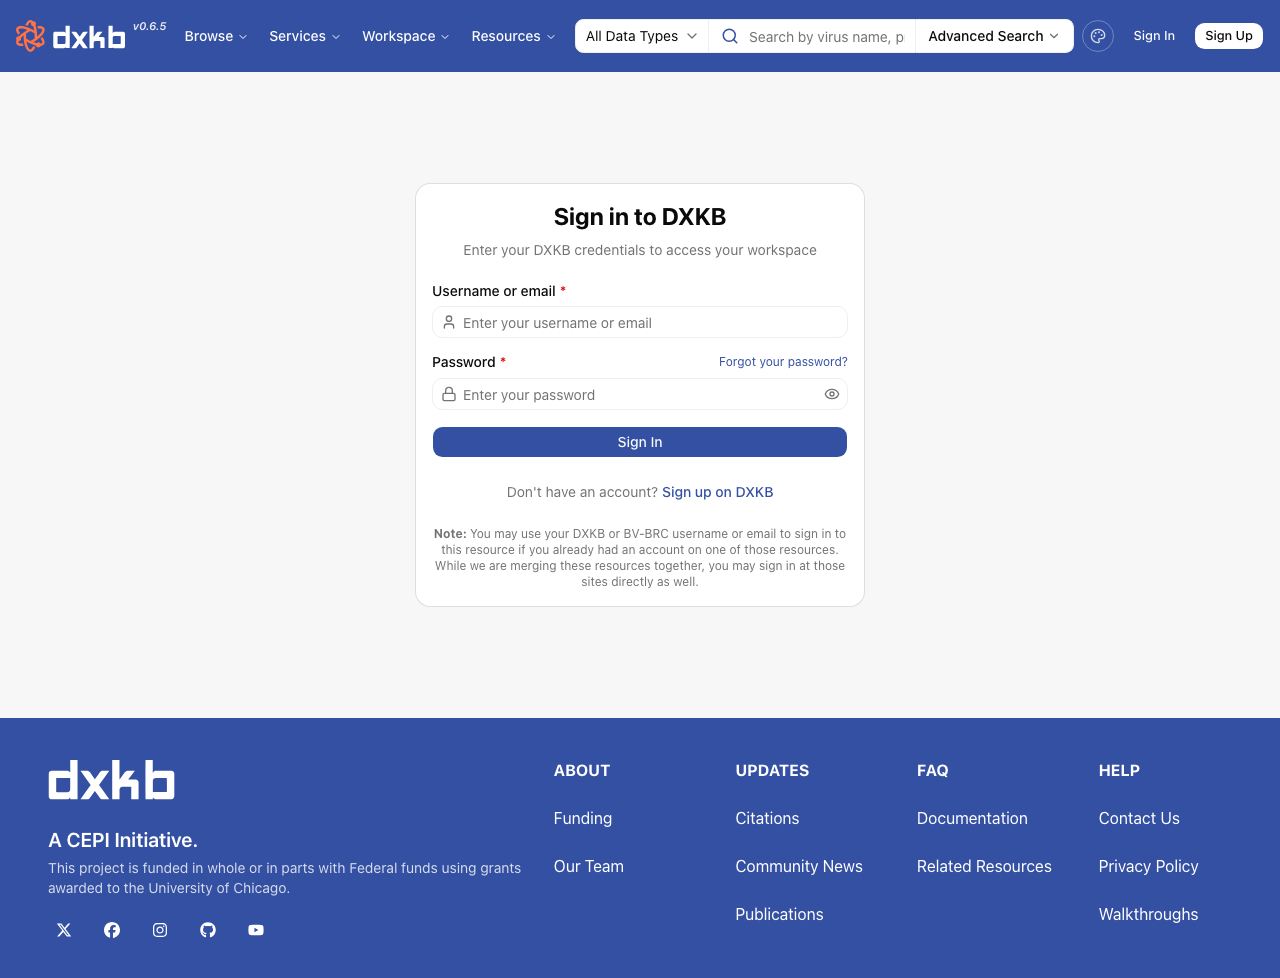 dxkb v0.6.5 Browse Services Workspace Resources All Data Types Search by virus name, p Advanced Search Sign In Sign Up
Sign in to DXKB
Enter your DXKB credentials to access your workspace
Username or email *
Enter your username or email
Password * Forgot your password?
Enter your password
Sign In
Don't have an account? Sign up on DXKB
Note: You may use your DXKB or BV-BRC username or email to sign in to
this resource if you already had an account on one of those resources.
While we are merging these resources together, you may sign in at those
sites directly as well.
dxkb
A CEPI Initiative.
This project is funded in whole or in parts with Federal funds using grants
awarded to the University of Chicago.
ABOUT
Funding
Our Team
UPDATES
Citations
Community News
Publications
FAQ
Documentation
Related Resources
HELP
Contact Us
Privacy Policy
Walkthroughs